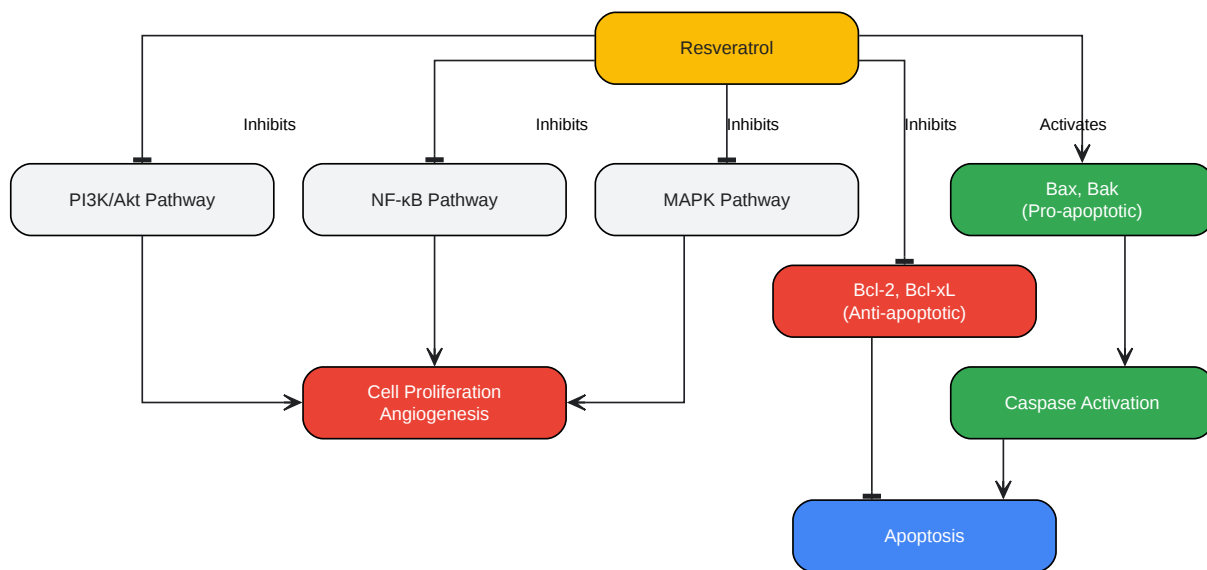 Resveratrol
Inhibits
Inhibits
Inhibits
Inhibits
Activates
PI3K/Akt Pathway
NF-κB Pathway
MAPK Pathway
Bax, Bak
(Pro-apoptotic)
Bcl-2, Bcl-xL
(Anti-apoptotic)
Cell Proliferation
Angiogenesis
Caspase Activation
Apoptosis